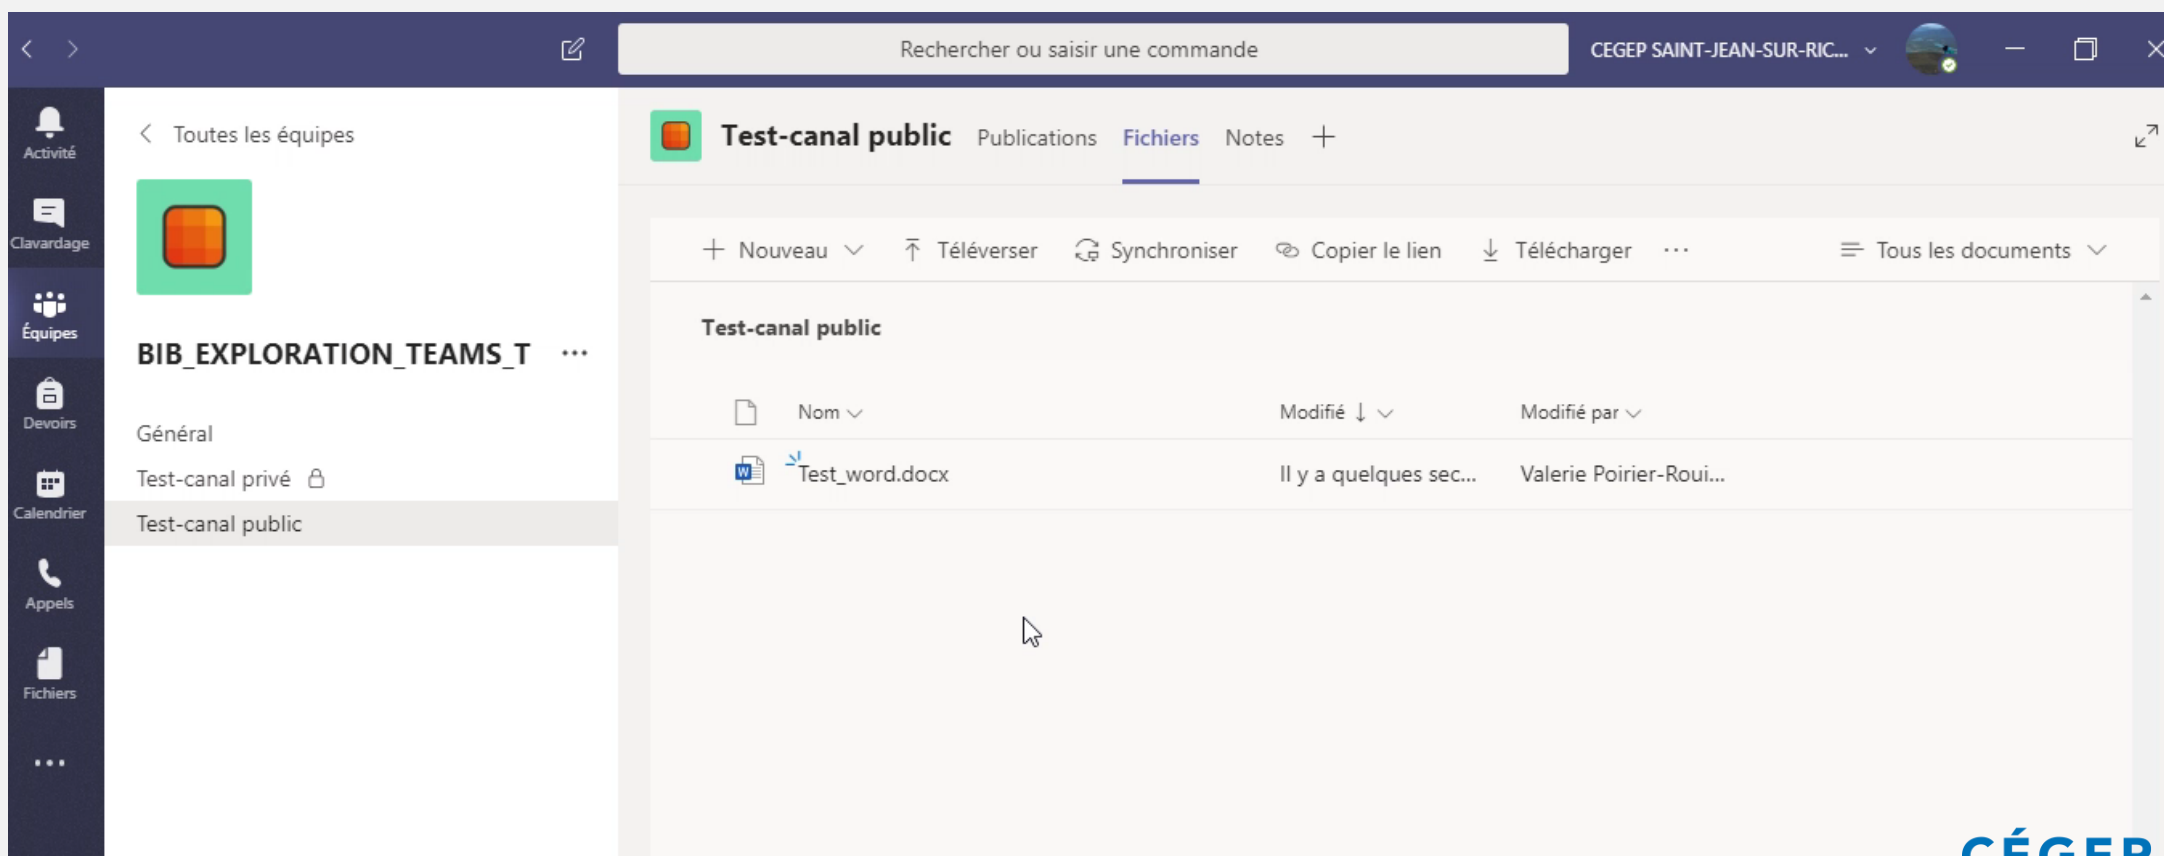 Rechercher ou saisir une commande
CEGEP SAINT-JEAN-SUR-RIC...
Activité
Clavardage
Équipes
Devoirs
Calendrier
Appels
Fichiers
Toutes les équipes
BIB_EXPLORATION_TEAMS_T ...
Général
Test-canal privé
Test-canal public
Test-canal public Publications Fichiers Notes
Nouveau Téléverser Synchroniser Copier le lien Télécharger ... Tous les documents
Test-canal public
Nom Modifié Modifié par
Test_word.docx Il y a quelques sec... Valerie Poirier-Roui...
CÉGEP